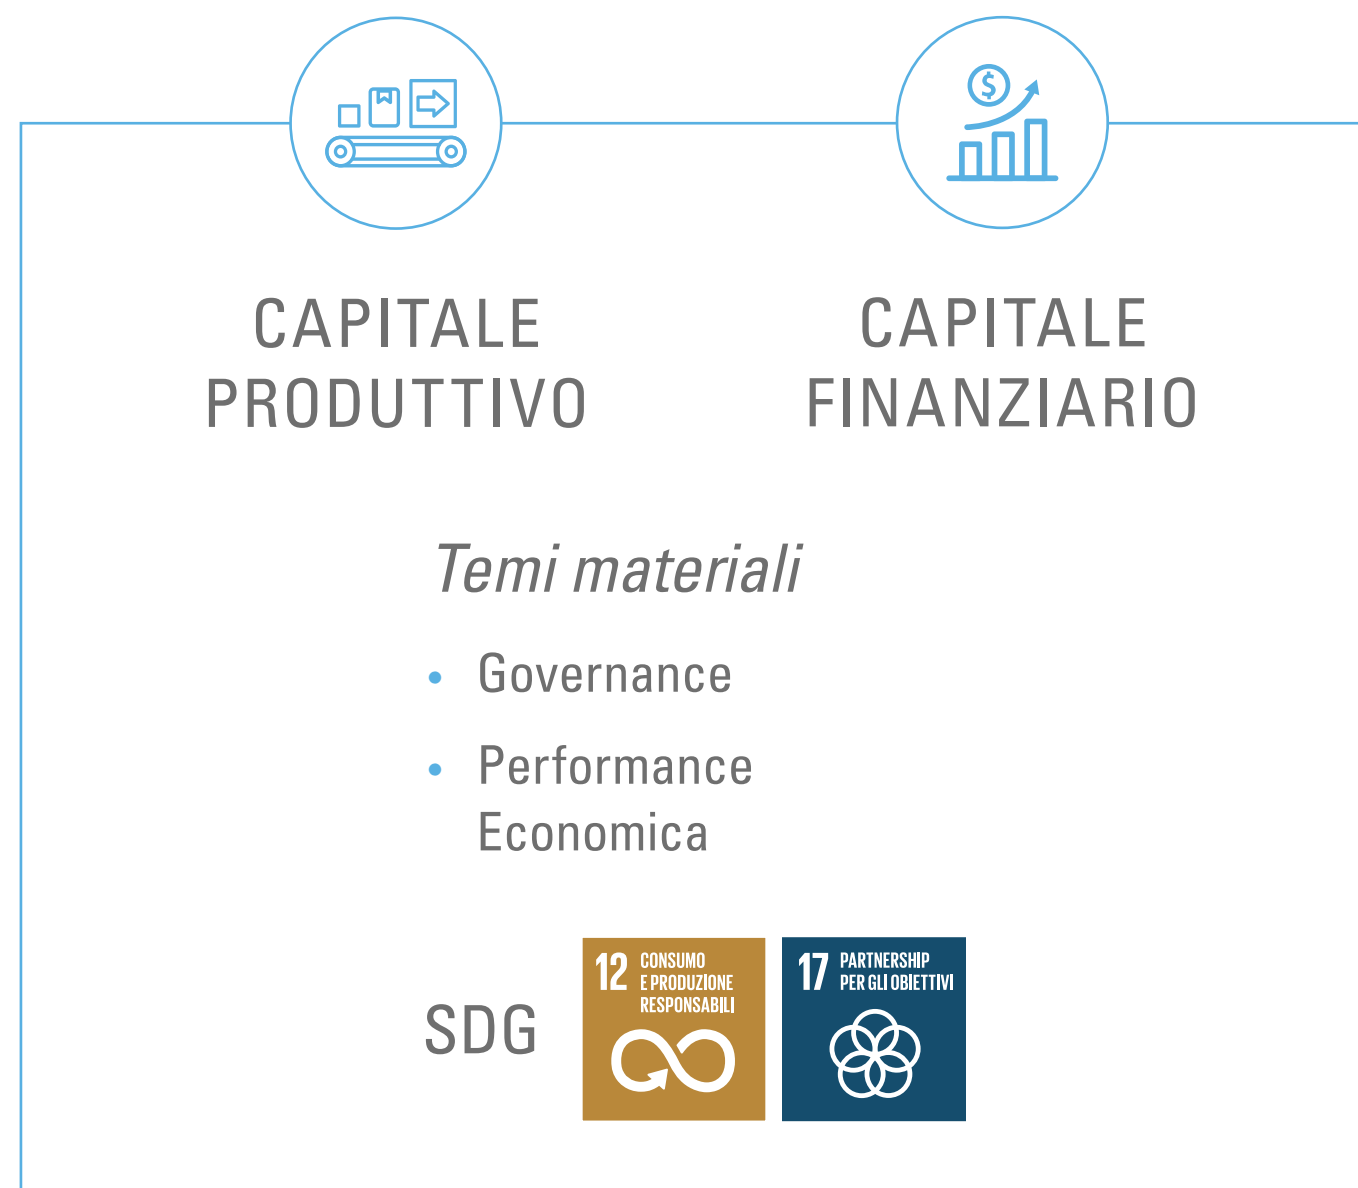 CAPITALE
PRODUTTIVO
CAPITALE
FINANZIARIO
Temi materiali
• Governance
• Performance
Economica
SDG
12 CONSUMO
E PRODUZIONE
RESPONSABILI
17 PARTNERSHIP
PER GLI OBIETTIVI